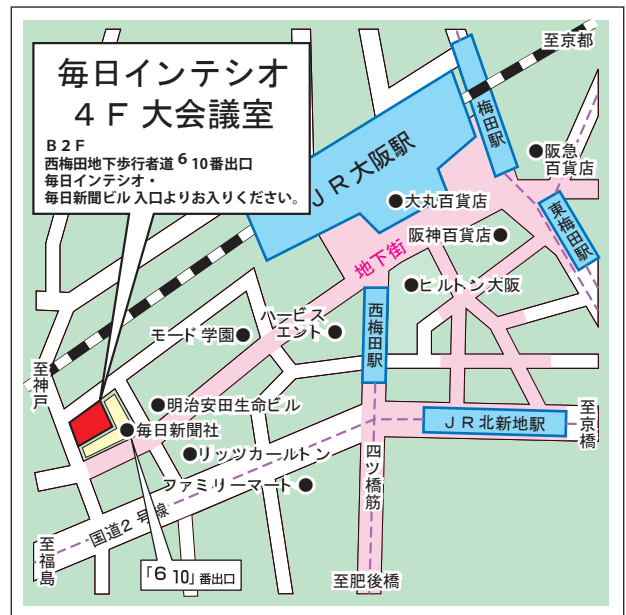 毎日インテシオ
4F 大会議室
B2F
西梅田地下歩行者道 6 10番出口
毎日インテシオ・
毎日新聞ビル 入口よりお入りください。
至京都
梅田駅
●阪急
百貨店
JR大阪駅
●大丸百貨店
東梅田駅
阪神百貨店●
地下街
●ヒルトン大阪
ハービス
エント●
モード学園●
西梅田駅
至神戸
●明治安田生命ビル
●毎日新聞社
至京橋
JR北新地駅
●リッツカールトン
四ツ橋筋
ファミリーマート●
国道2号線
至福島
「6 10」番出口
至肥後橋